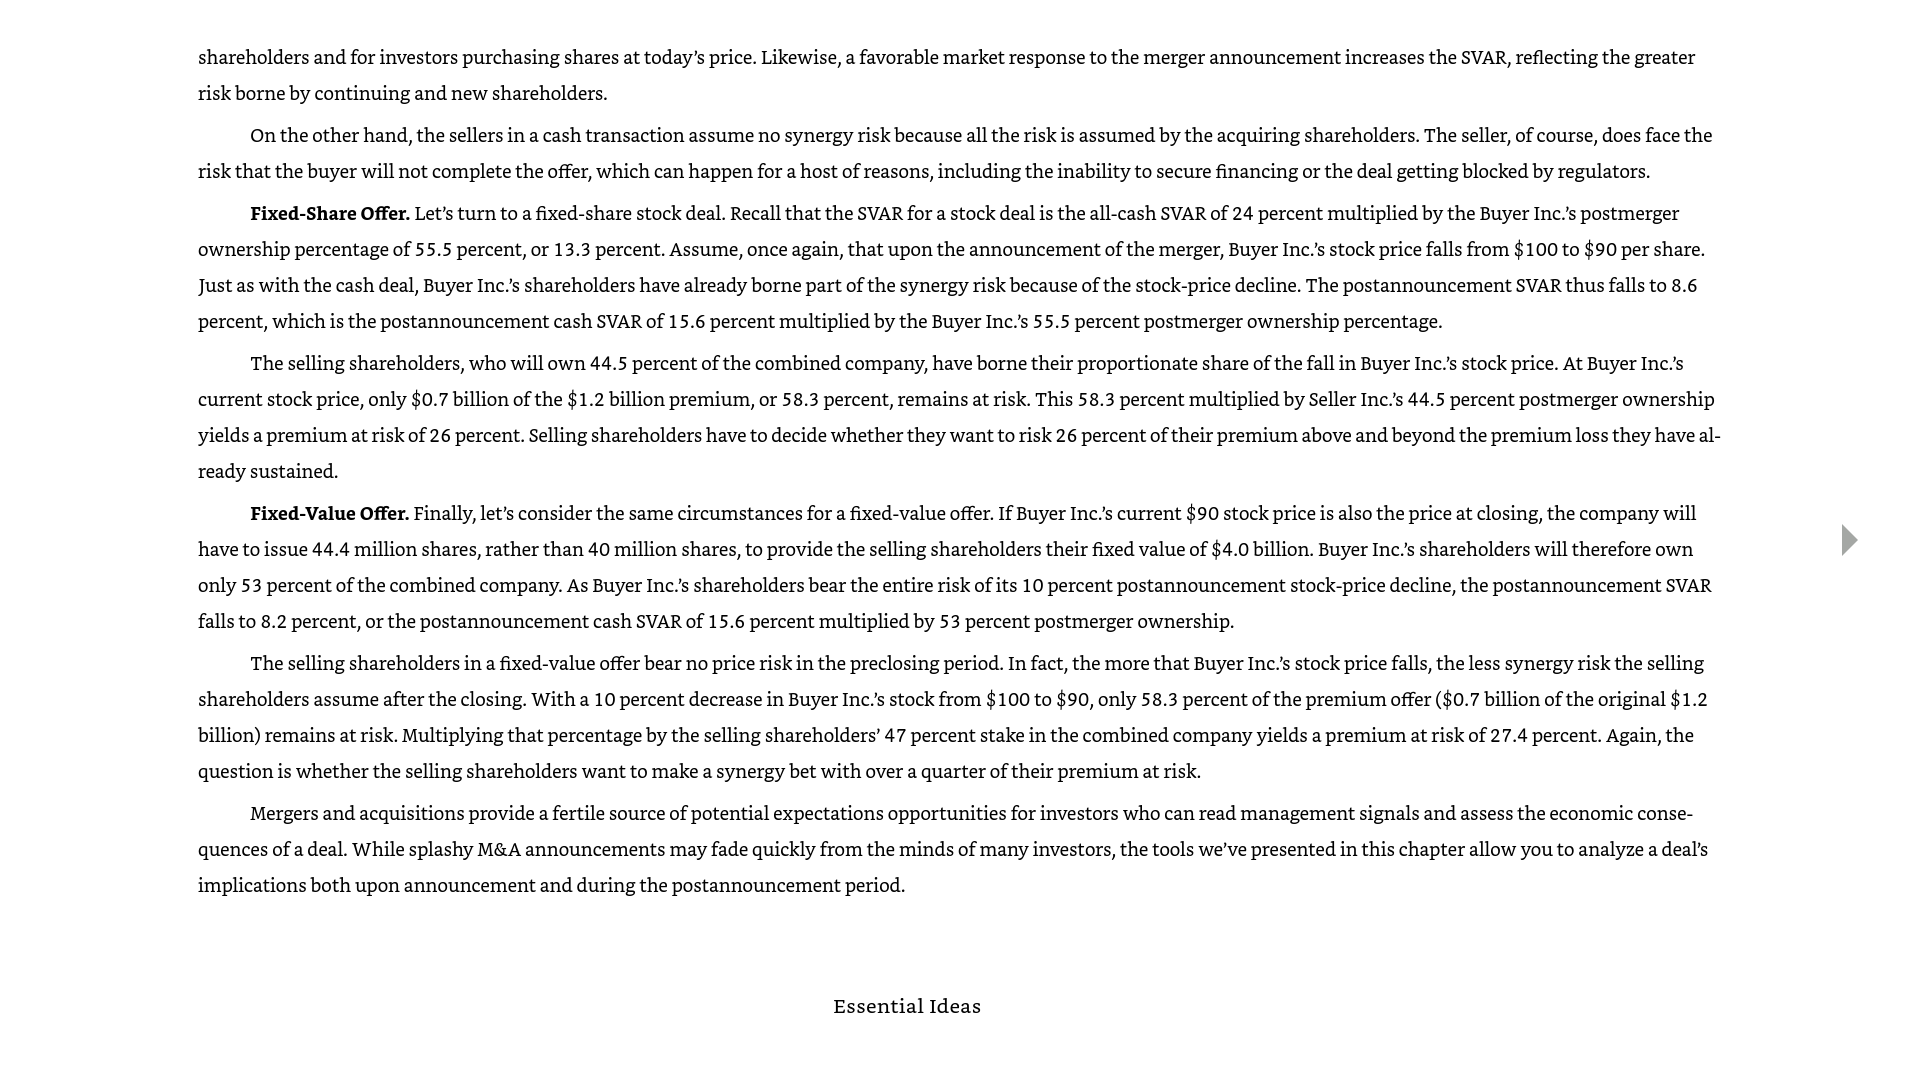 shareholders and for investors purchasing shares at today’s price. Likewise, a favorable market response to the merger announcement increases the SVAR, reflecting the greater
risk borne by continuing and new shareholders.
On the other hand, the sellers in a cash transaction assume no synergy risk because all the risk is assumed by the acquiring shareholders. The seller, of course, does face the
risk that the buyer will not complete the offer, which can happen for a host of reasons, including the inability to secure financing or the deal getting blocked by regulators.
Fixed-Share Offer. Let’s turn to a fixed-share stock deal. Recall that the SVAR for a stock deal is the all-cash SVAR of 24 percent multiplied by the Buyer Inc.’s postmerger
ownership percentage of 55.5 percent, or 13.3 percent. Assume, once again, that upon the announcement of the merger, Buyer Inc.’s stock price falls from $100 to $90 per share.
Just as with the cash deal, Buyer Inc.’s shareholders have already borne part of the synergy risk because of the stock-price decline. The postannouncement SVAR thus falls to 8.6
percent, which is the postannouncement cash SVAR of 15.6 percent multiplied by the Buyer Inc.’s 55.5 percent postmerger ownership percentage.
The selling shareholders, who will own 44.5 percent of the combined company, have borne their proportionate share of the fall in Buyer Inc.’s stock price. At Buyer Inc.’s
current stock price, only $0.7 billion of the $1.2 billion premium, or 58.3 percent, remains at risk. This 58.3 percent multiplied by Seller Inc.’s 44.5 percent postmerger ownership
yields a premium at risk of 26 percent. Selling shareholders have to decide whether they want to risk 26 percent of their premium above and beyond the premium loss they have al-
ready sustained.
Fixed-Value Offer. Finally, let’s consider the same circumstances for a fixed-value offer. If Buyer Inc.’s current $90 stock price is also the price at closing, the company will
have to issue 44.4 million shares, rather than 40 million shares, to provide the selling shareholders their fixed value of $4.0 billion. Buyer Inc.’s shareholders will therefore own
only 53 percent of the combined company. As Buyer Inc.’s shareholders bear the entire risk of its 10 percent postannouncement stock-price decline, the postannouncement SVAR
falls to 8.2 percent, or the postannouncement cash SVAR of 15.6 percent multiplied by 53 percent postmerger ownership.
The selling shareholders in a fixed-value offer bear no price risk in the preclosing period. In fact, the more that Buyer Inc.’s stock price falls, the less synergy risk the selling
shareholders assume after the closing. With a 10 percent decrease in Buyer Inc.’s stock from $100 to $90, only 58.3 percent of the premium offer ($0.7 billion of the original $1.2
billion) remains at risk. Multiplying that percentage by the selling shareholders’ 47 percent stake in the combined company yields a premium at risk of 27.4 percent. Again, the
question is whether the selling shareholders want to make a synergy bet with over a quarter of their premium at risk.
Mergers and acquisitions provide a fertile source of potential expectations opportunities for investors who can read management signals and assess the economic conse-
quences of a deal. While splashy M&A announcements may fade quickly from the minds of many investors, the tools we’ve presented in this chapter allow you to analyze a deal’s
implications both upon announcement and during the postannouncement period.
Essential Ideas